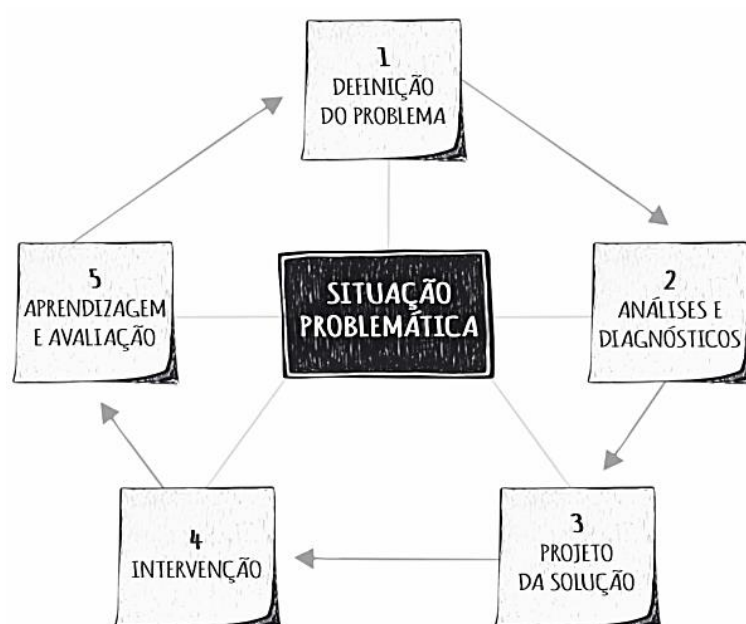 1
DEFINIÇÃO
DO PROBLEMA
SITUAÇÃO
PROBLEMÁTICA
2
ANÁLISES E
DIAGNÓSTICOS
3
PROJETO
DA SOLUÇÃO
4
INTERVENÇÃO
5
APRENDIZAGEM
E AVALIAÇÃO